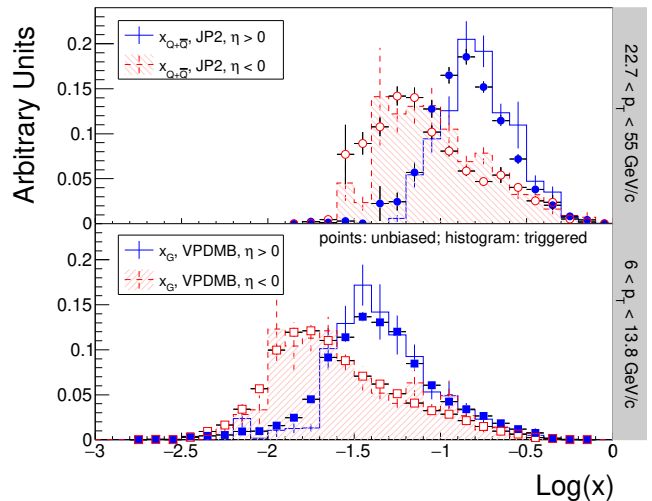 Arbitrary Units
0.2
0.15
0.1
0.05
0
x_{Q+Q̅}, JP2, η > 0
x_{Q+Q̅}, JP2, η < 0
22.7 < p_T < 55 GeV/c
points: unbiased; histogram: triggered
0.2
0.15
0.1
0.05
0
x_G, VPDMB, η > 0
x_G, VPDMB, η < 0
6 < p_T < 13.8 GeV/c
−3 −2.5 −2 −1.5 −1 −0.5 0
Log(x)